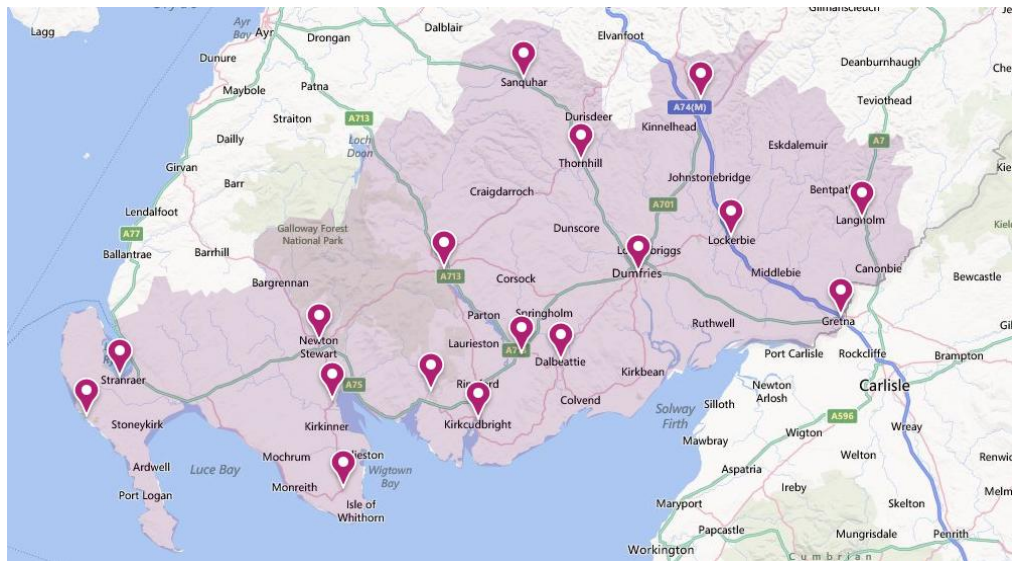 Lagg
Ayr
Bay
Ayr
Drongan
Dalblair
Elvanfoot
Dunure
Sanquhar
Deanburnhaugh
Maybole
Patna
A74(M)
Teviothead
Straiton
A713
Durisdeer
Kinnelhead
Dailly
Loch
Doon
A7
Girvan
Thornhill
Eskdalemuir
Barr
Craigdarroch
Johnstonebridge
Lendalfoot
A701
Langholm
A77
Galloway Forest
National Park
Dunscore
Lockerbie
Ballantrae
Barrhill
Dumfries
Canonbie
Bargrennan
A713
Corsock
Middlebie
Bewcastle
Parton
Springholm
Ruthwell
Gretna
Newton
Stewart
Laurieston
Dalbeattie
Port Carlisle
Rockcliffe
Brampton
Stranraer
A75
Kirkbean
Newton
Arlosh
Carlisle
Stoneykirk
Kirkinner
Kirkcudbright
Colvend
Solway
Firth
Silloth
A596
Wreay
Mawbray
Wigton
Ardwell
Luce Bay
Mochrum
Wigtown
Bay
Welton
Port Logan
Monreith
Aspatria
Isle of
Whithorn
Ireby
Skelton
Maryport
Papcastle
Mungrisdale
Penrith
Workington
Cumbrian